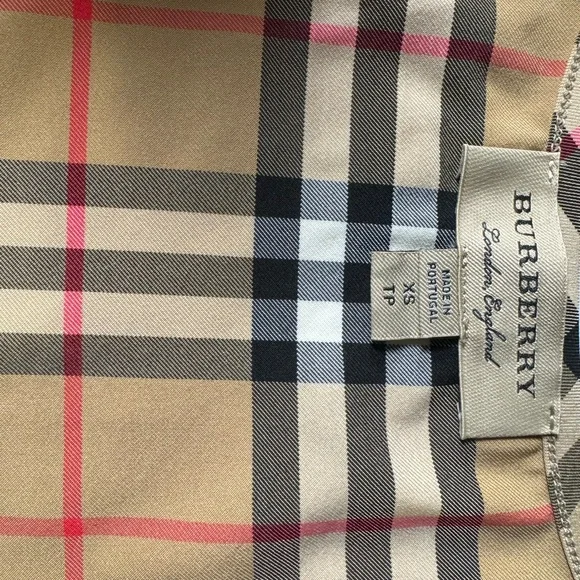 BURBERRY
London, England
MADE IN
PORTUGAL
XS
TP